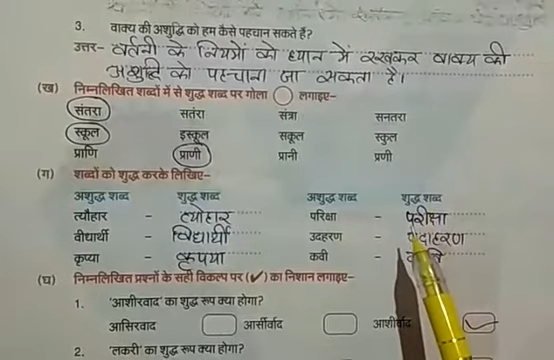 3. वाक्य की अशुद्धि को हम कैसे पहचान सकते हैं?
उत्तर- वर्तनी के नियमों को ध्यान में रखकर वाक्य की
अशुद्धि को पहचाना जा सकता है।
(ख) निम्नलिखित शब्दों में से शुद्ध शब्द पर गोला लगाइए-
संतरा सतंरा संत्रा सनतरा
स्कूल इस्कूल सकूल स्कुल
प्राणि प्राणी प्रानी प्रणी
(ग) शब्दों को शुद्ध करके लिखिए-
अशुद्ध शब्द शुद्ध शब्द अशुद्ध शब्द शुद्ध शब्द
त्यौहार - त्योहार परिक्षा - परीक्षा
वीद्यार्थी - विद्यार्थी उदहरण - उदाहरण
कृप्या - कृपया कवी -
(घ) निम्नलिखित प्रश्नों के सही विकल्प पर (✓) का निशान लगाइए-
1. 'आशीरवाद' का शुद्ध रूप क्या होगा?
आसिरवाद आर्सीवाद आशीर्वाद ✓
2. 'लकरी' का शुद्ध रूप क्या होगा?